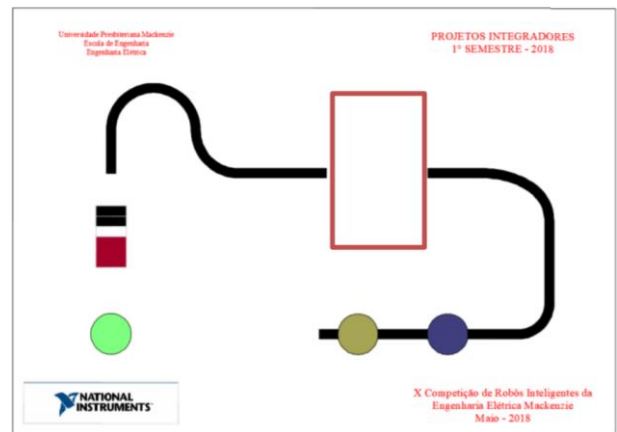 Universidade Presbiteriana Mackenzie
Escola de Engenharia
Engenharia Elétrica
PROJETOS INTEGRADORES
1º SEMESTRE - 2018
NATIONAL
INSTRUMENTS
X Competição de Robôs Inteligentes da
Engenharia Elétrica Mackenzie
Maio - 2018